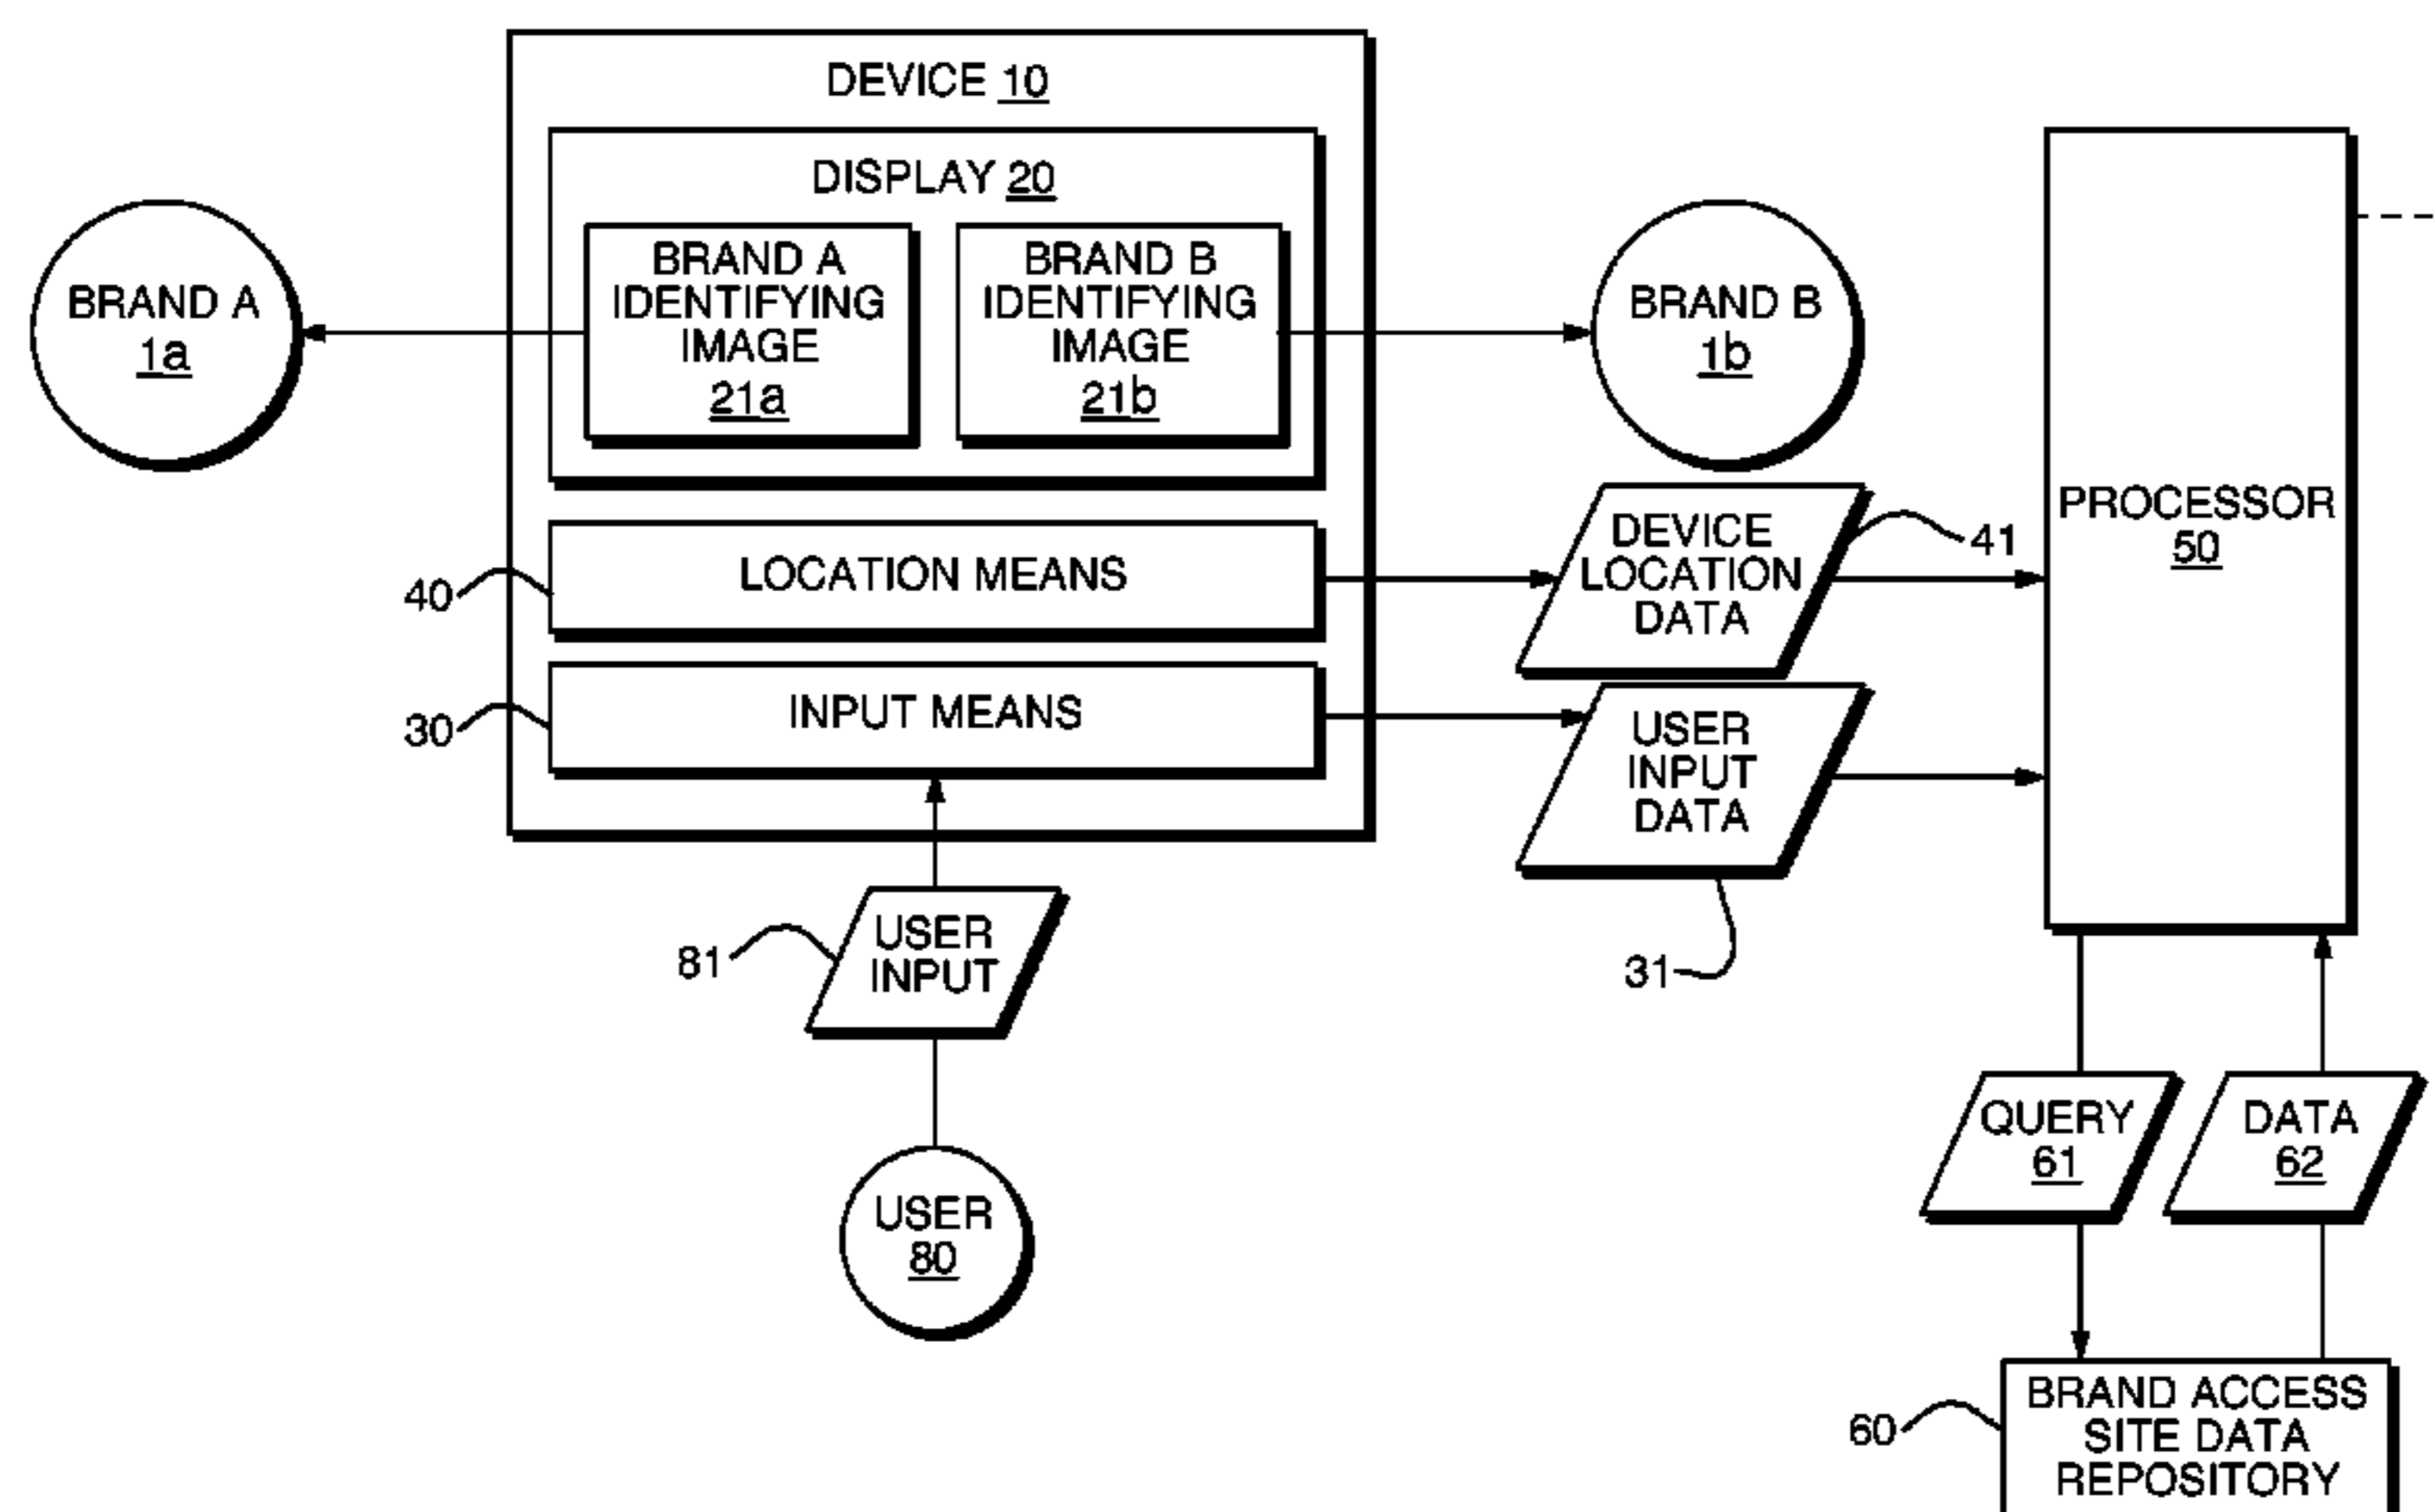 DEVICE 10
DISPLAY 20
BRAND A
IDENTIFYING
IMAGE
21a
BRAND B
IDENTIFYING
IMAGE
21b
BRAND A
1a
BRAND B
1b
PROCESSOR
50
LOCATION MEANS
40
DEVICE
LOCATION
DATA
41
INPUT MEANS
30
USER
INPUT
DATA
31
USER
INPUT
81
USER
80
QUERY
61
DATA
62
BRAND ACCESS
SITE DATA
REPOSITORY
60